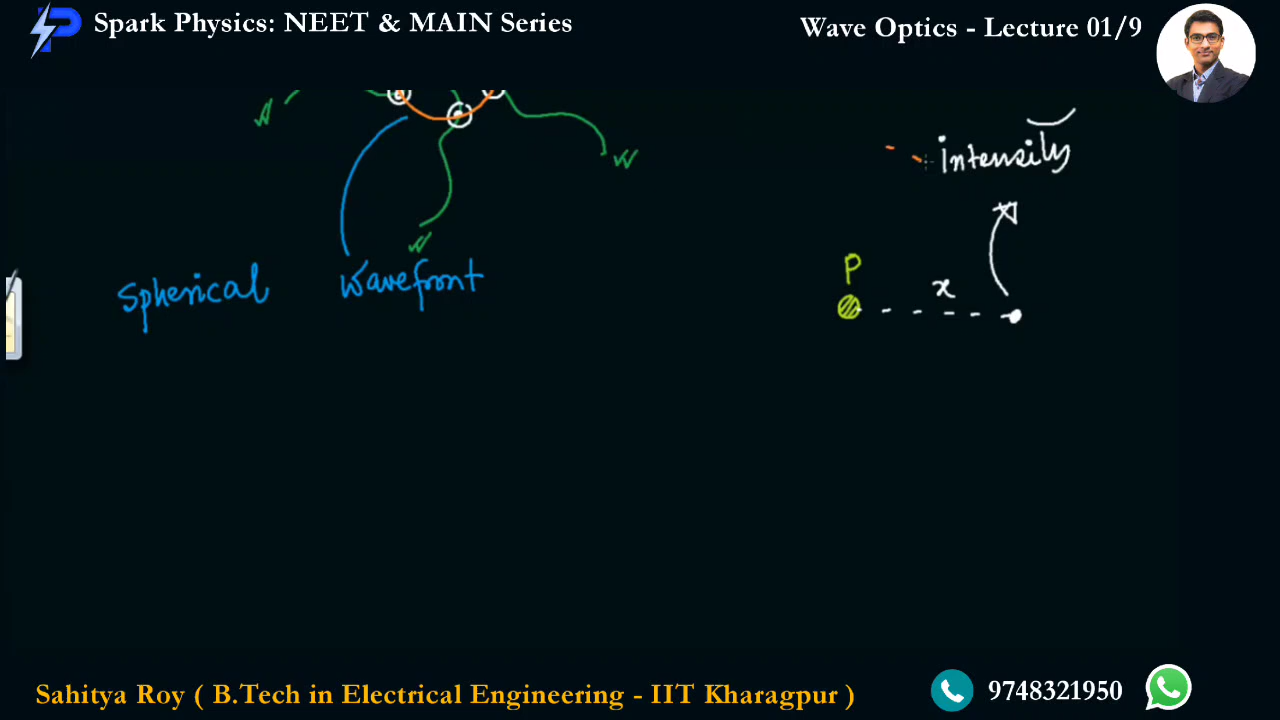 Spark Physics: NEET & MAIN Series
Wave Optics - Lecture 01/9
intensity
P
x
Spherical wavefront
Sahitya Roy ( B.Tech in Electrical Engineering - IIT Kharagpur )
9748321950